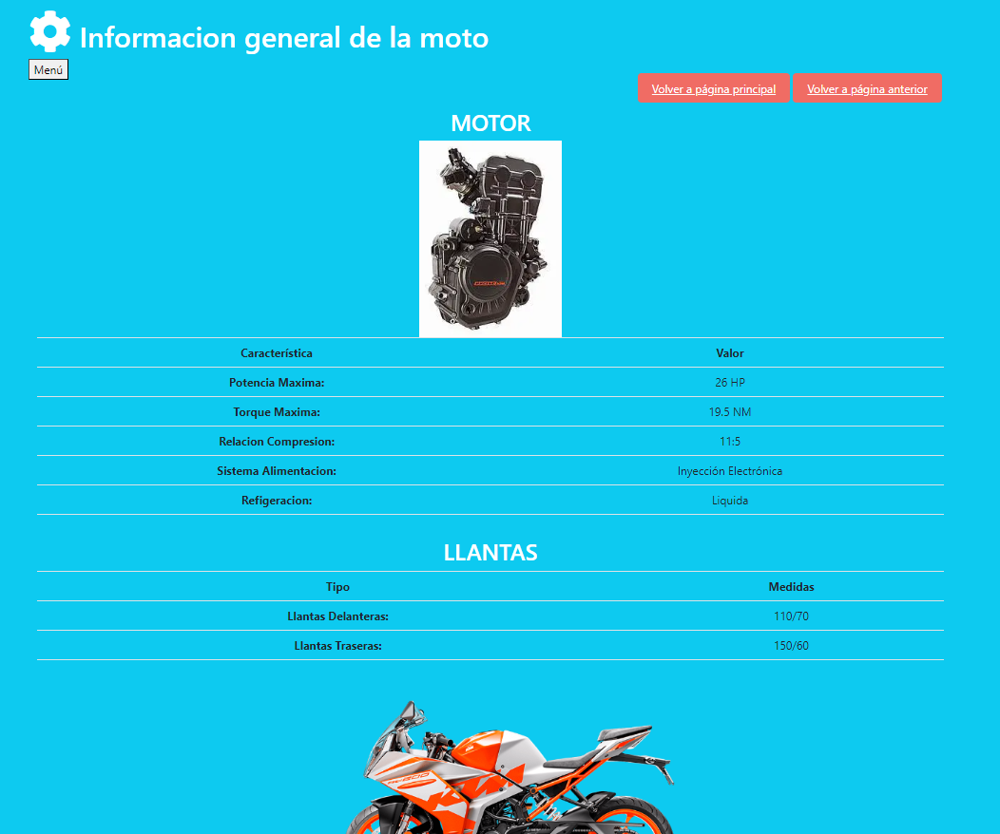 Informacion general de la moto
Menú
Volver a página principal Volver a página anterior
MOTOR
Característica Valor
Potencia Maxima: 26 HP
Torque Maxima: 19.5 NM
Relacion Compresion: 11:5
Sistema Alimentacion: Inyección Electrónica
Refigeracion: Liquida
LLANTAS
Tipo Medidas
Llantas Delanteras: 110/70
Llantas Traseras: 150/60